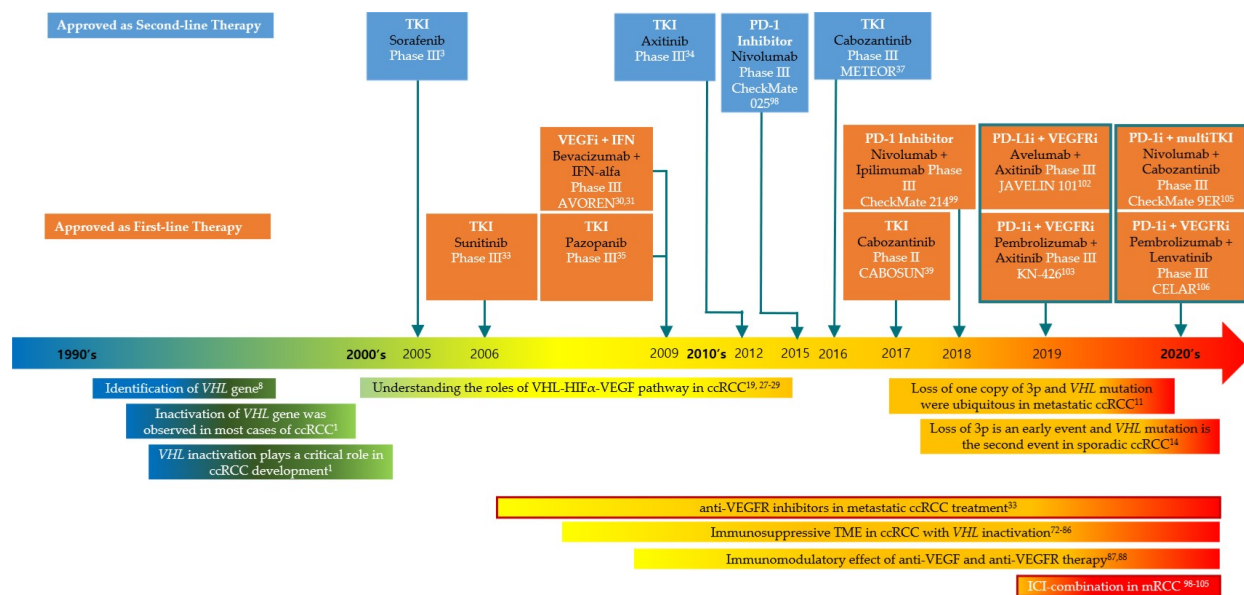 Approved as Second-line Therapy
TKI
Sorafenib
Phase III3
TKI
Axitinib
Phase III34
PD-1
Inhibitor
Nivolumab
Phase III
CheckMate
02598
TKI
Cabozantinib
Phase III
METEOR37
VEGFi + IFN
Bevacizumab +
IFN-alfa
Phase III
AVOREN30,31
PD-1 Inhibitor
Nivolumab +
Ipilimumab Phase
III
CheckMate 21499
PD-L1i + VEGFRi
Avelumab +
Axitinib Phase III
JAVELIN 101102
PD-1i + multiTKI
Nivolumab +
Cabozantinib
Phase III
CheckMate 9ER105
Approved as First-line Therapy
TKI
Sunitinib
Phase III33
TKI
Pazopanib
Phase III35
TKI
Cabozantinib
Phase II
CABOSUN39
PD-1i + VEGFRi
Pembrolizumab +
Axitinib Phase III
KN-426103
PD-1i + VEGFRi
Pembrolizumab +
Lenvatinib
Phase III
CELAR106
1990's 2000's 2005 2006 2009 2010's 2012 2015 2016 2017 2018 2019 2020's
Identification of VHL gene8
Inactivation of VHL gene was
observed in most cases of ccRCC1
VHL inactivation plays a critical role in
ccRCC development1
Understanding the roles of VHL-HIFα-VEGF pathway in ccRCC19, 27-29
Loss of one copy of 3p and VHL mutation
were ubiquitous in metastatic ccRCC11
Loss of 3p is an early event and VHL mutation is
the second event in sporadic ccRCC14
anti-VEGFR inhibitors in metastatic ccRCC treatment33
Immunosuppressive TME in ccRCC with VHL inactivation72-86
Immunomodulatory effect of anti-VEGF and anti-VEGFR therapy87,88
ICI-combination in mRCC 98-105